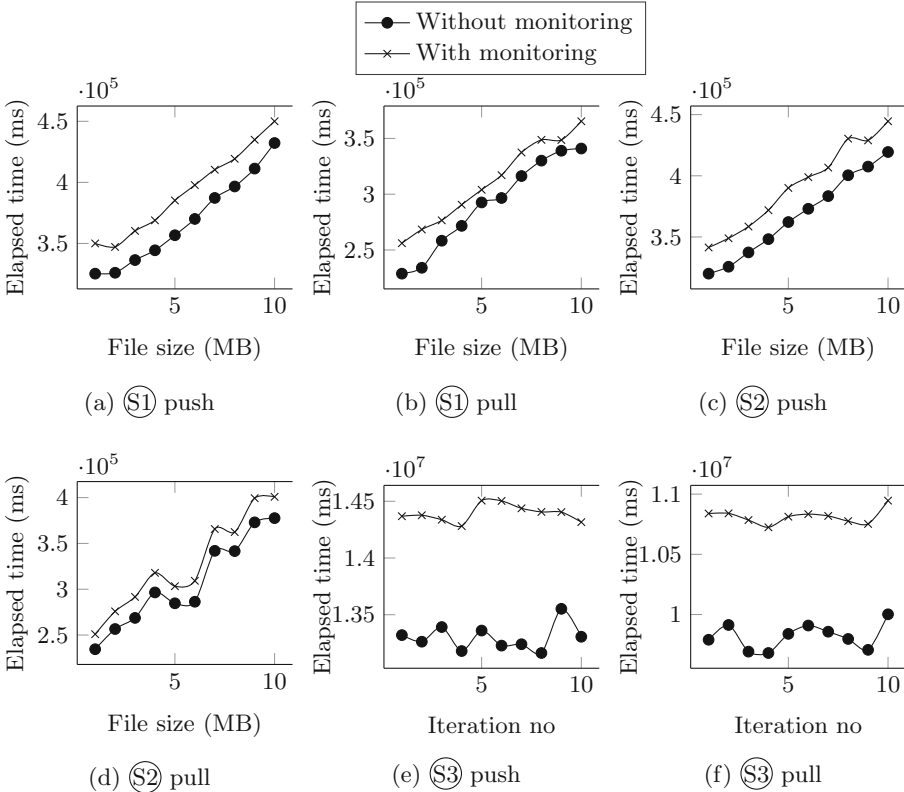 Without monitoring
With monitoring
·10^5
Elapsed time (ms)
4.5
4
3.5
5
10
File size (MB)
(a) S1 push
·10^5
Elapsed time (ms)
3.5
3
2.5
5
10
File size (MB)
(b) S1 pull
·10^5
Elapsed time (ms)
4.5
4
3.5
5
10
File size (MB)
(c) S2 push
·10^5
Elapsed time (ms)
4
3.5
3
2.5
5
10
File size (MB)
(d) S2 pull
·10^7
Elapsed time (ms)
1.45
1.4
1.35
5
10
Iteration no
(e) S3 push
·10^7
Elapsed time (ms)
1.1
1.05
1
5
10
Iteration no
(f) S3 pull